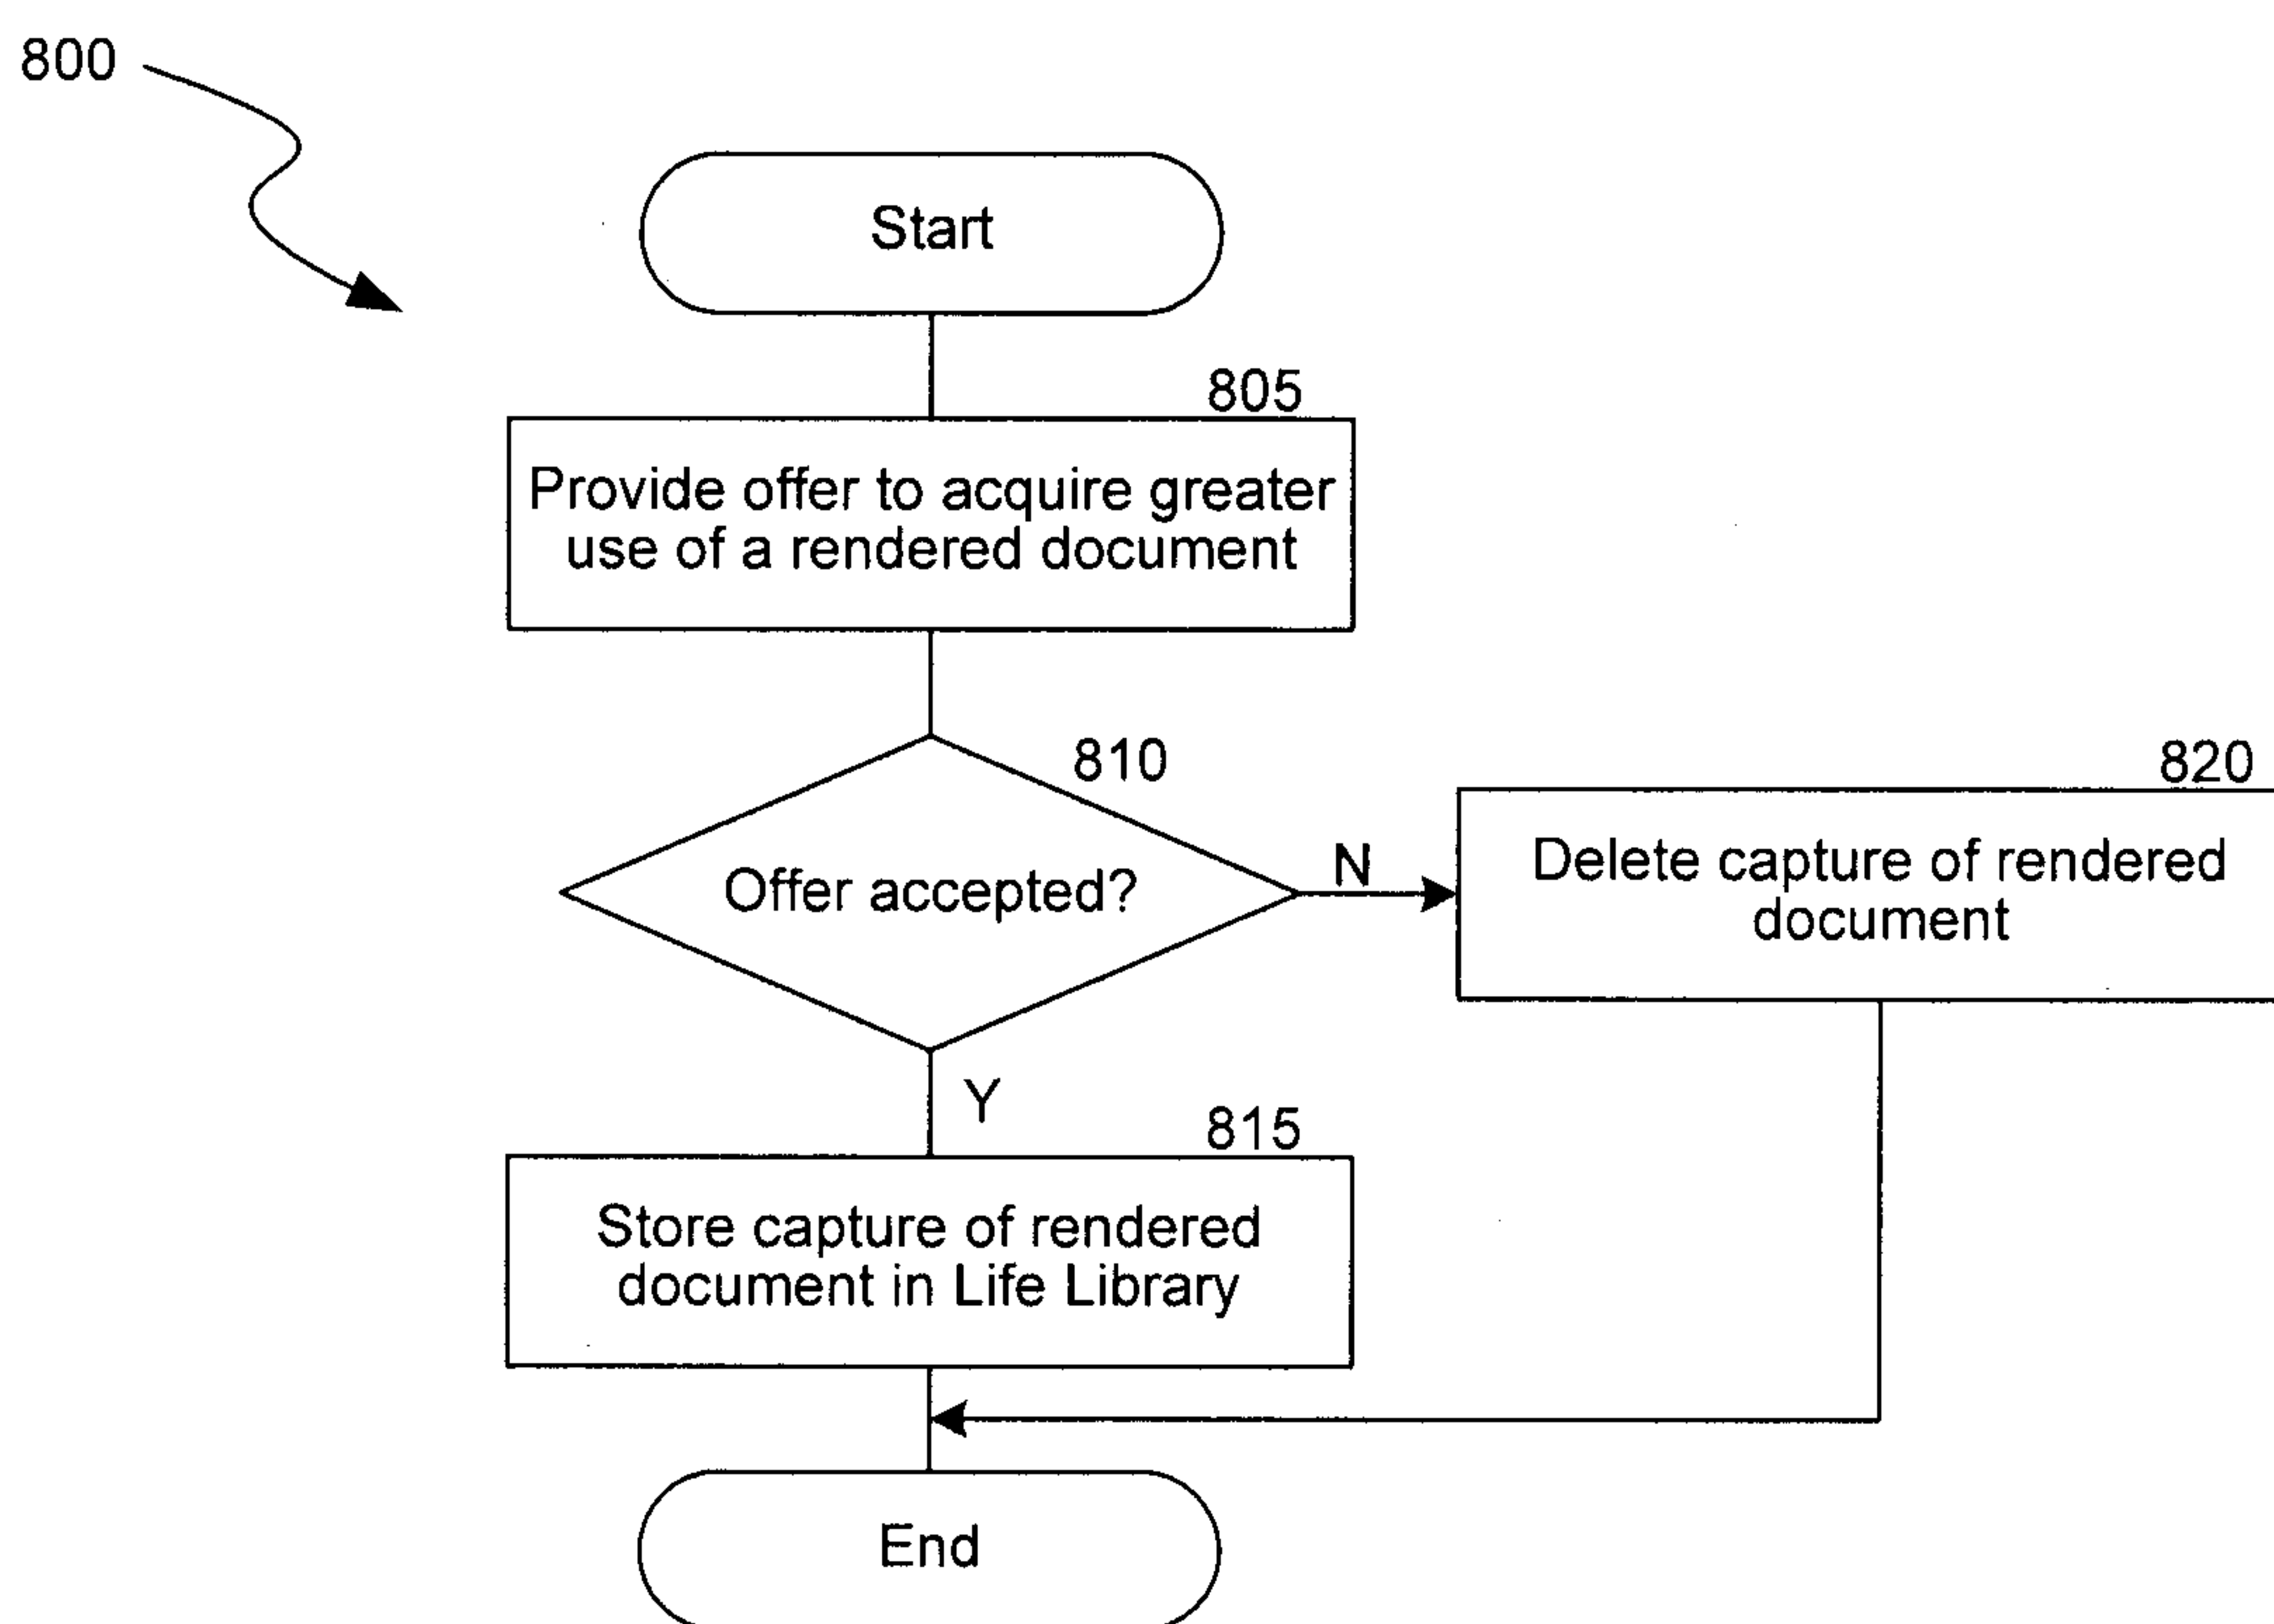 800
Start
805
Provide offer to acquire greater
use of a rendered document
810
Offer accepted?
N
820
Delete capture of rendered
document
Y
815
Store capture of rendered
document in Life Library
End